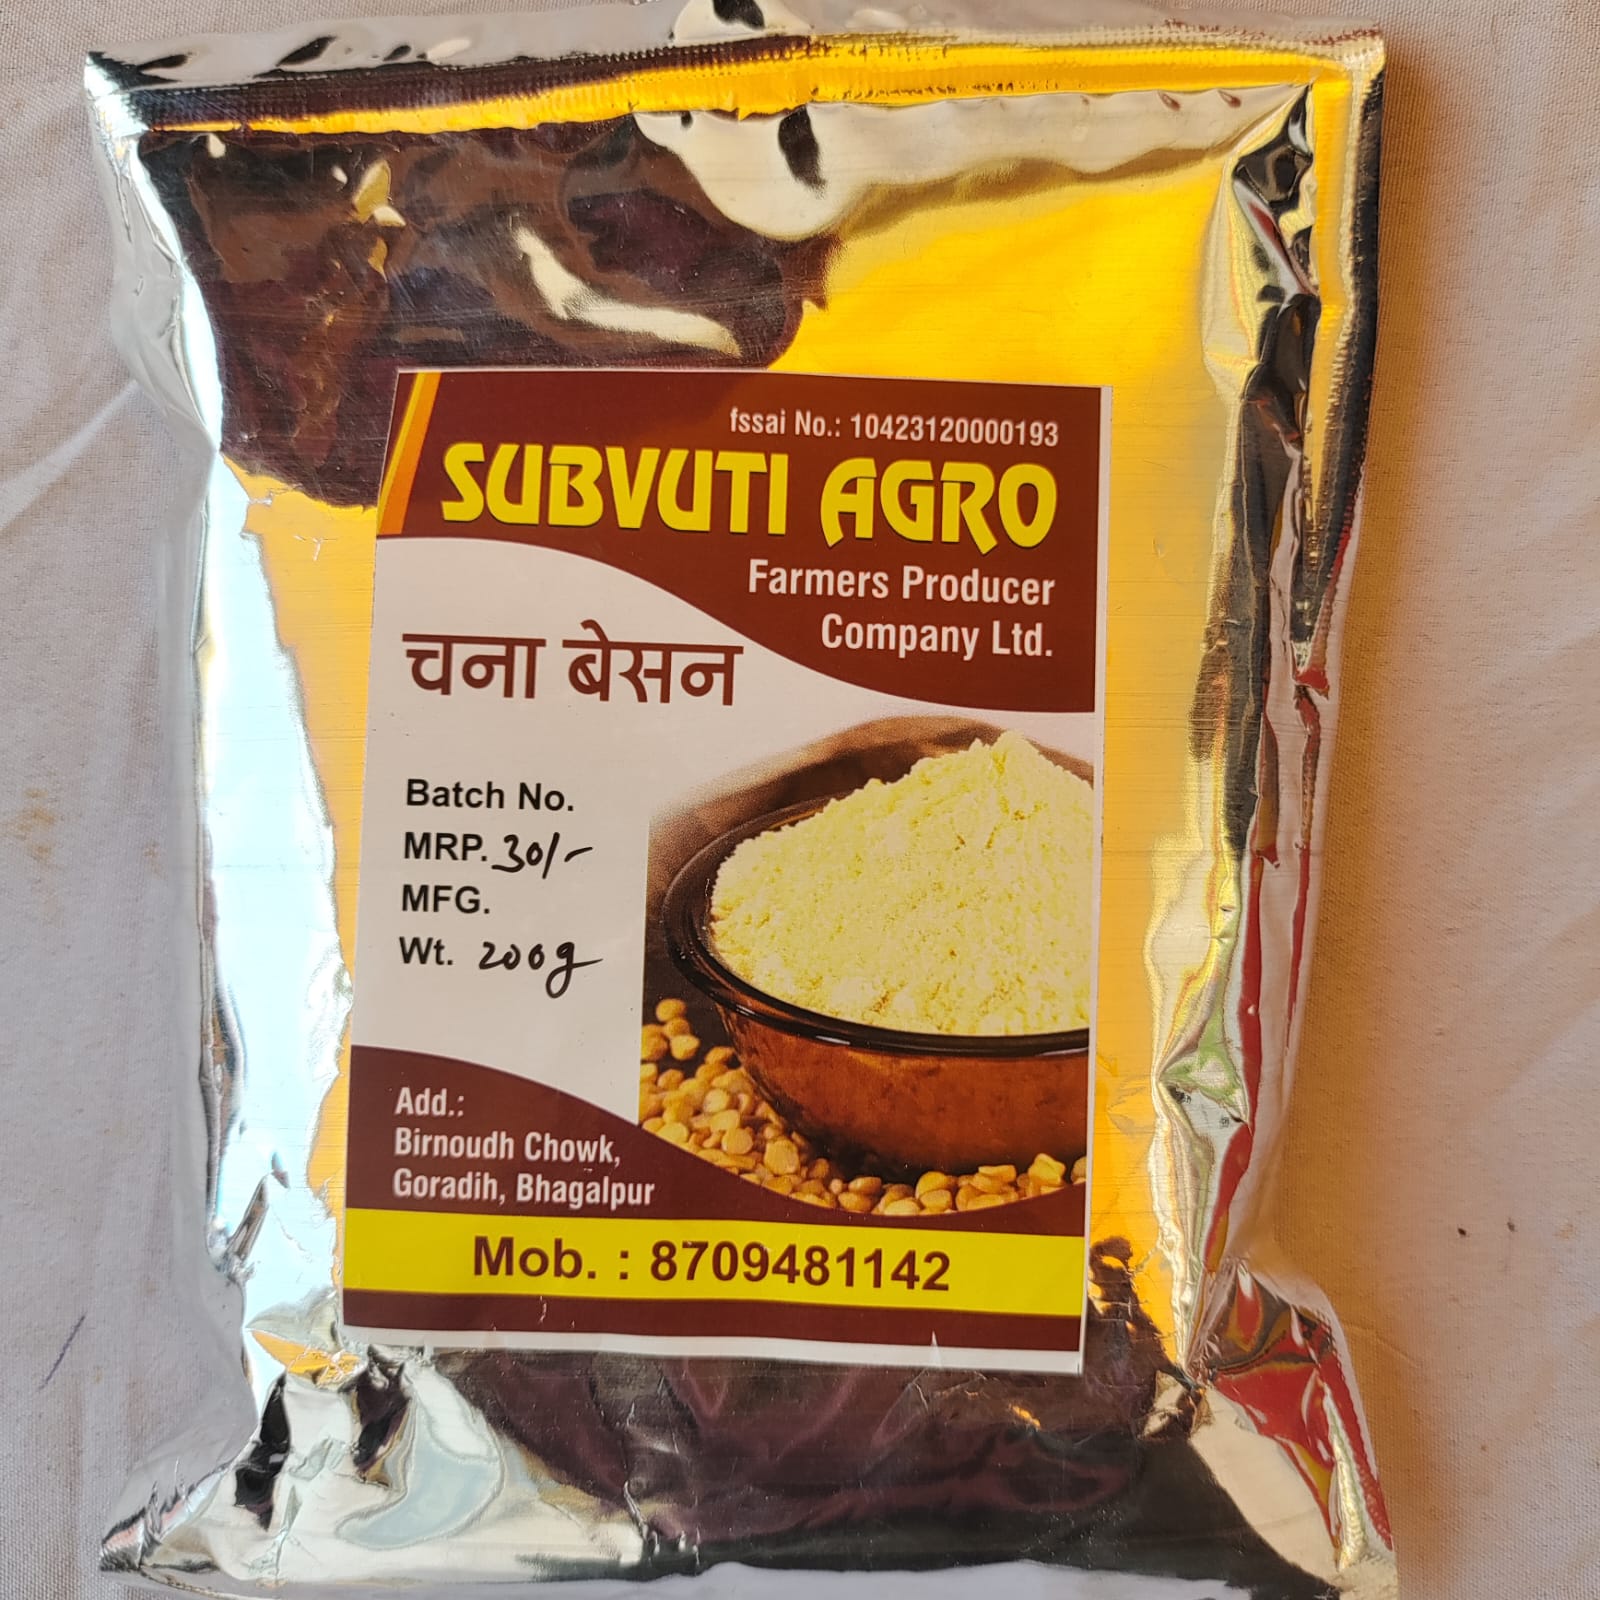 fssai No.: 10423120000193
SUBVUTI AGRO
Farmers Producer
Company Ltd.
चना बेसन
Batch No.
MRP. 30/-
MFG.
Wt. 200g
Add.:
Birnoudh Chowk,
Goradih, Bhagalpur
Mob. : 8709481142